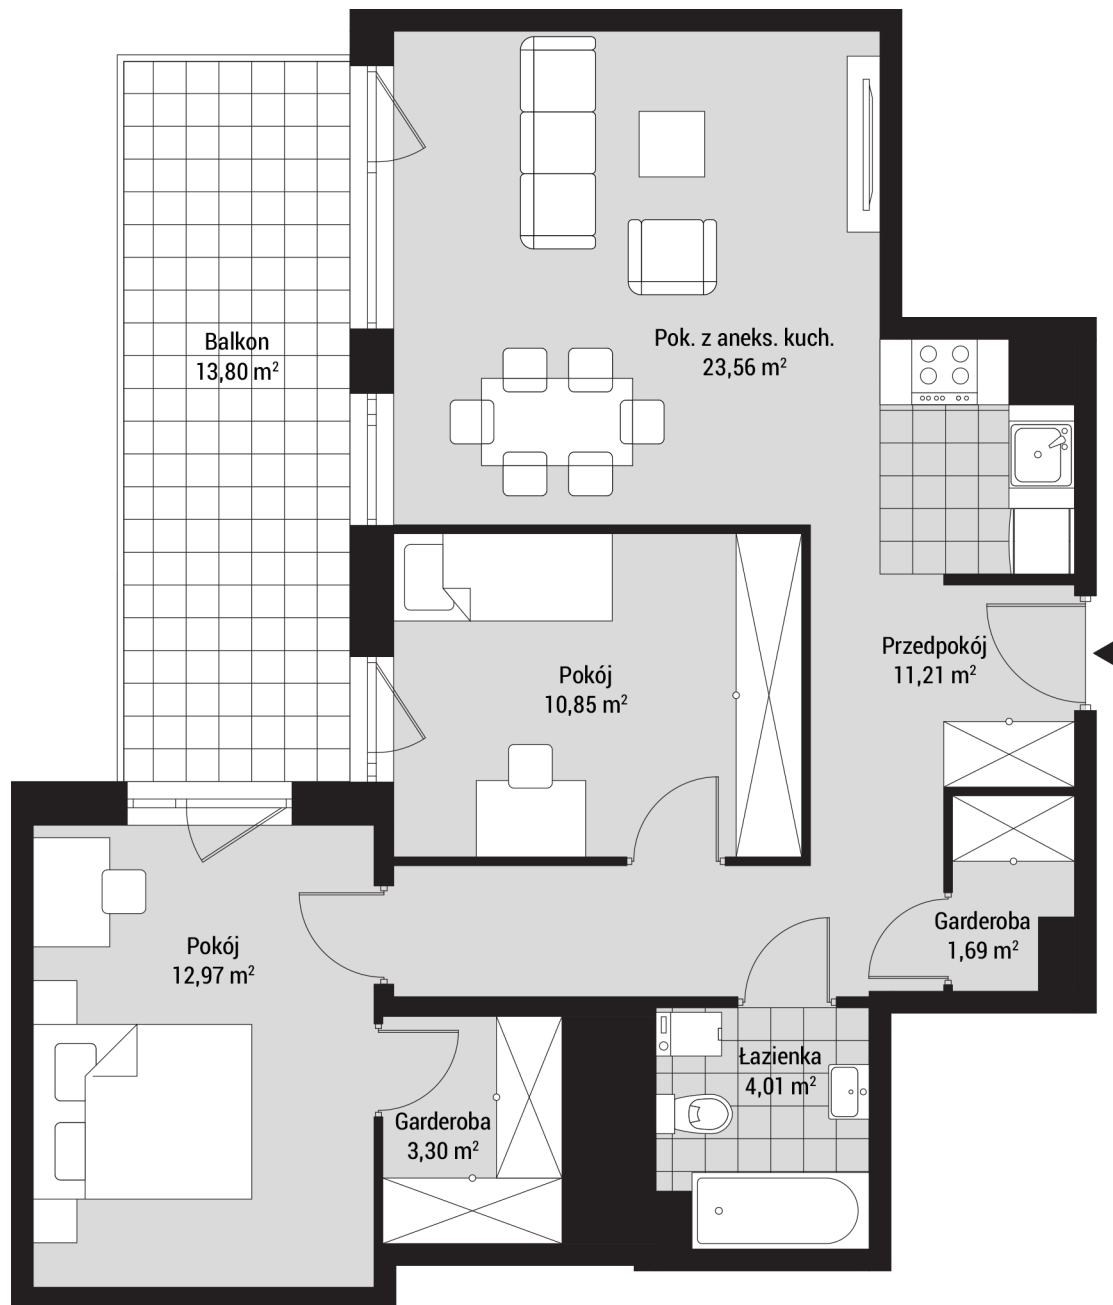 Balkon
13,80 m²
Pok. z aneks. kuch.
23,56 m²
Pokój
10,85 m²
Przedpokój
11,21 m²
Garderoba
1,69 m²
Pokój
12,97 m²
Łazienka
4,01 m²
Garderoba
3,30 m²